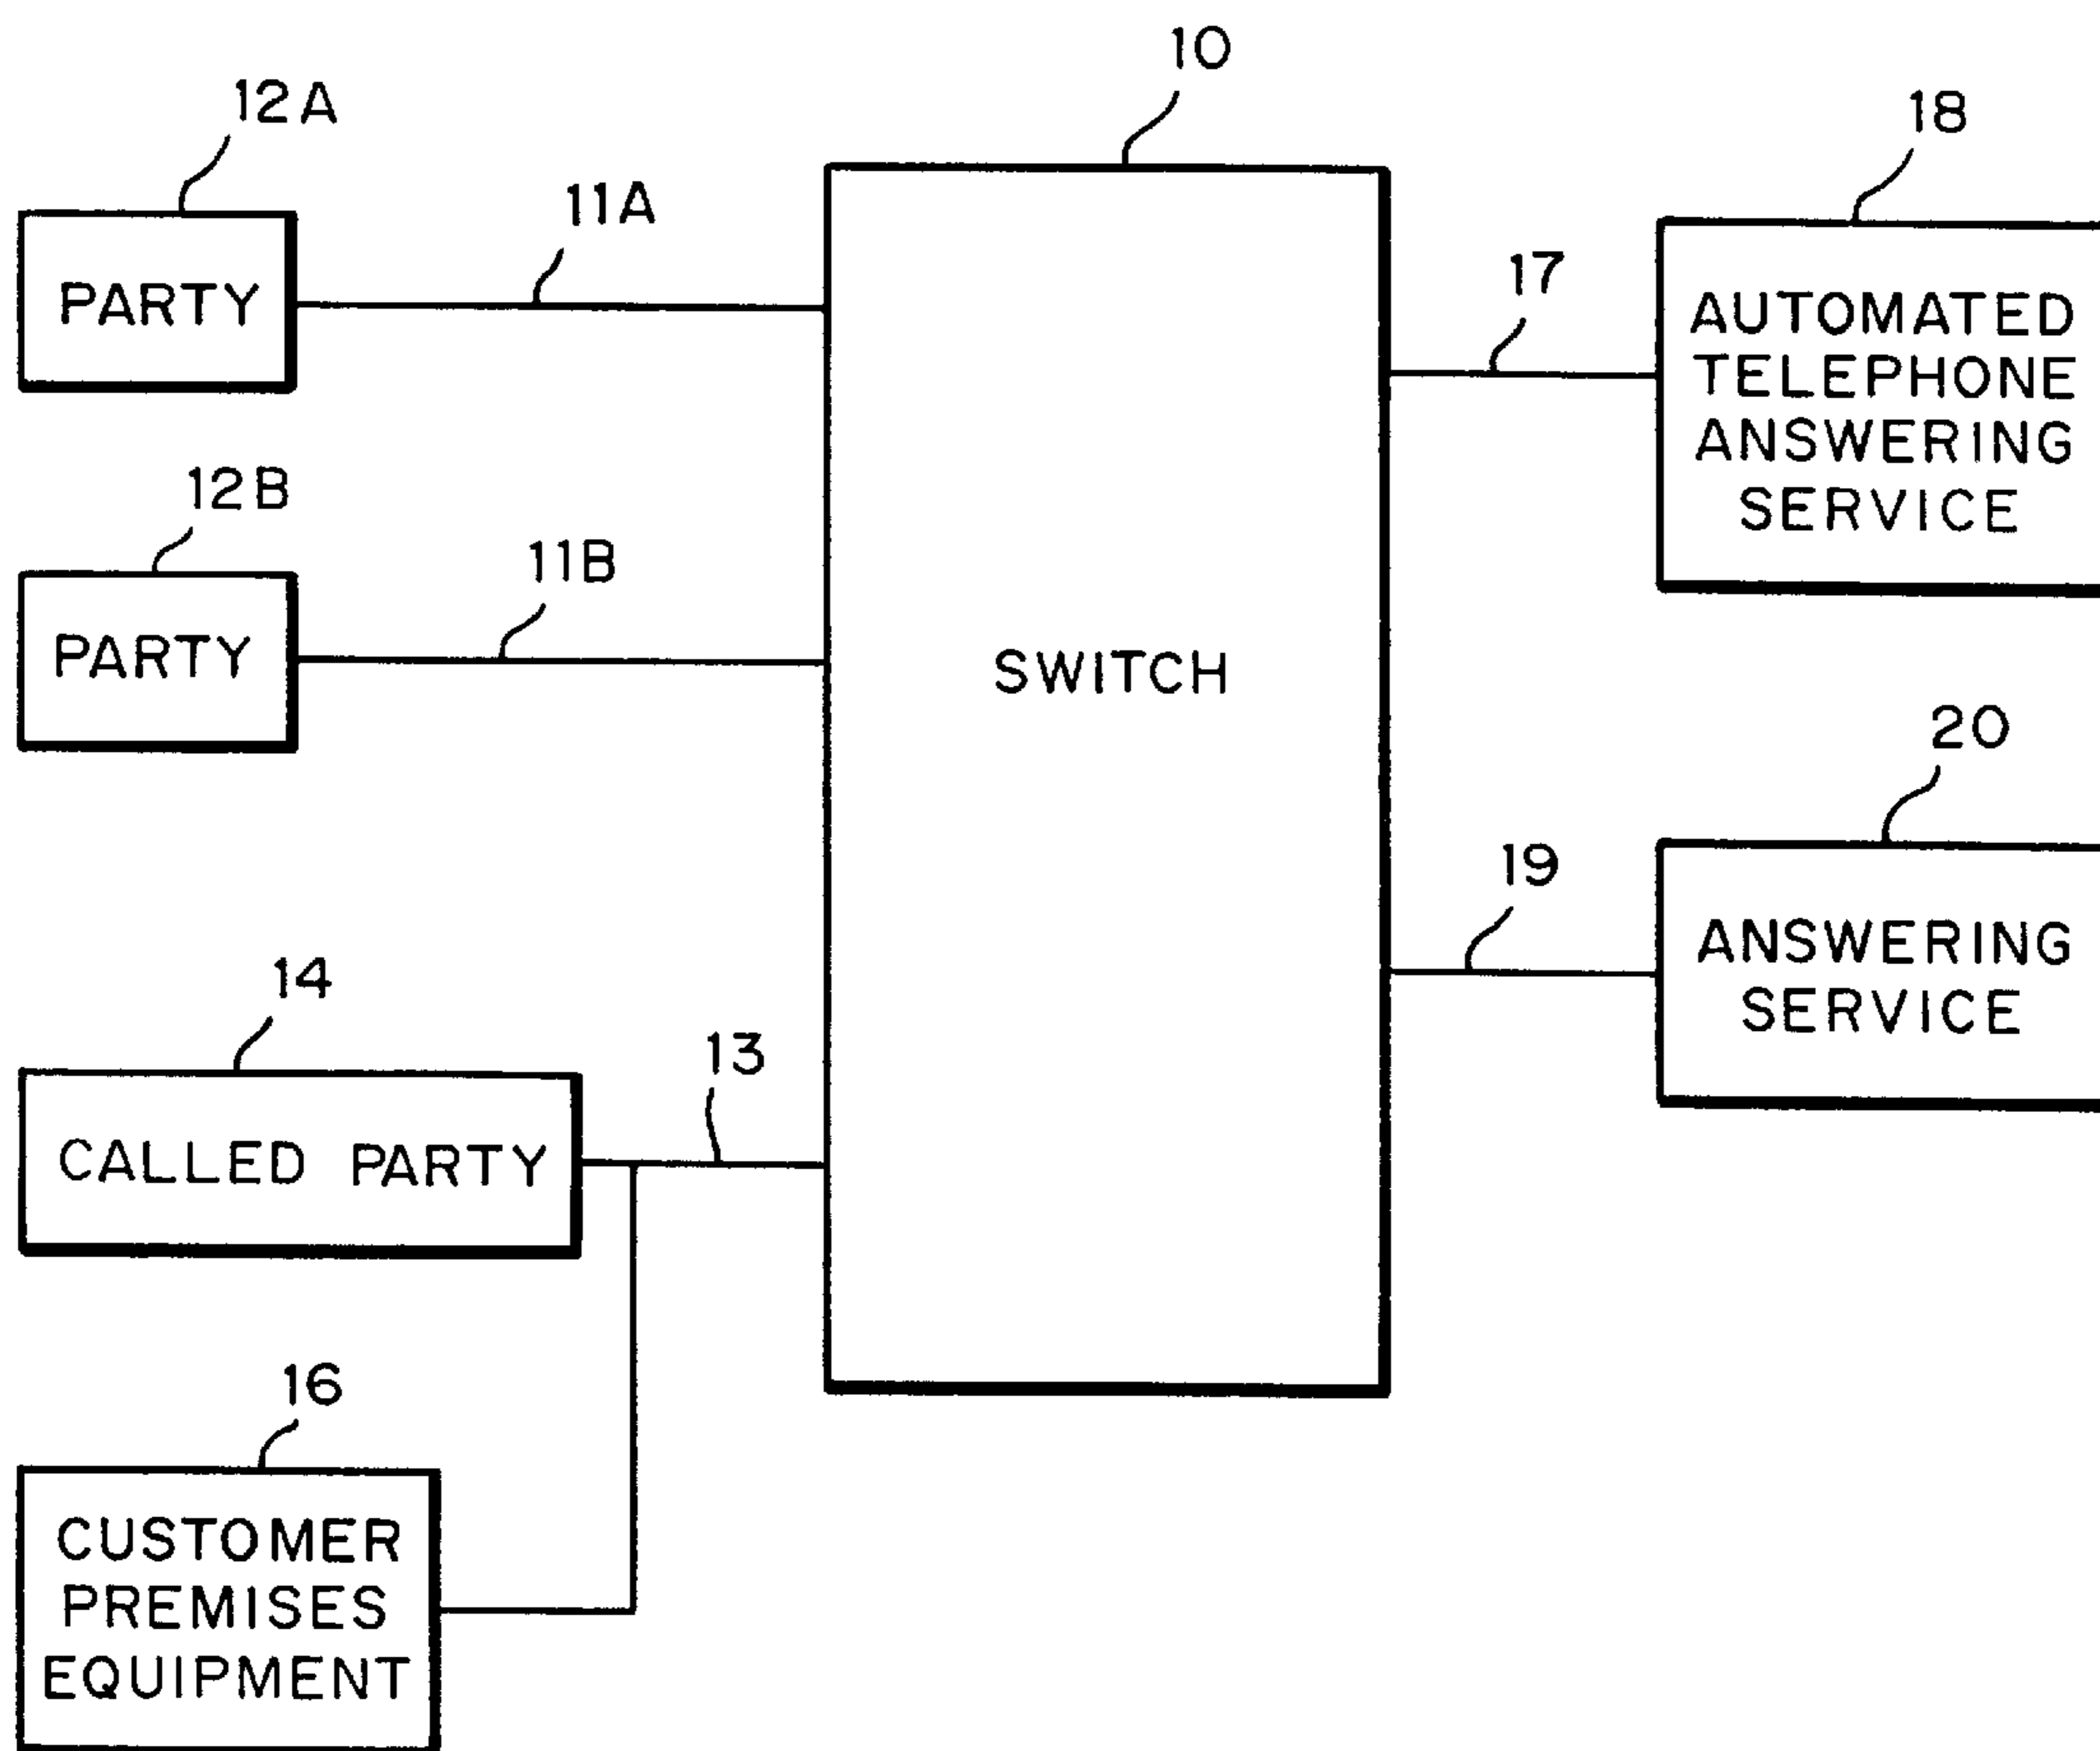 10
12A
18
11A
17
PARTY
AUTOMATED
TELEPHONE
ANSWERING
SERVICE
12B
11B
PARTY
SWITCH
20
19
ANSWERING
SERVICE
14
13
CALLED PARTY
16
CUSTOMER
PREMISES
EQUIPMENT